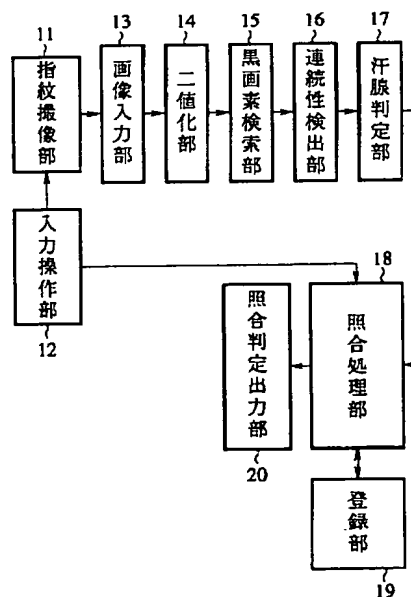 11
指紋撮像部
13
画像入力部
14
二値化部
15
黒画素検索部
16
連続性検出部
17
汗腺判定部
入力操作部
12
18
照合処理部
照合判定出力部
20
登録部
19